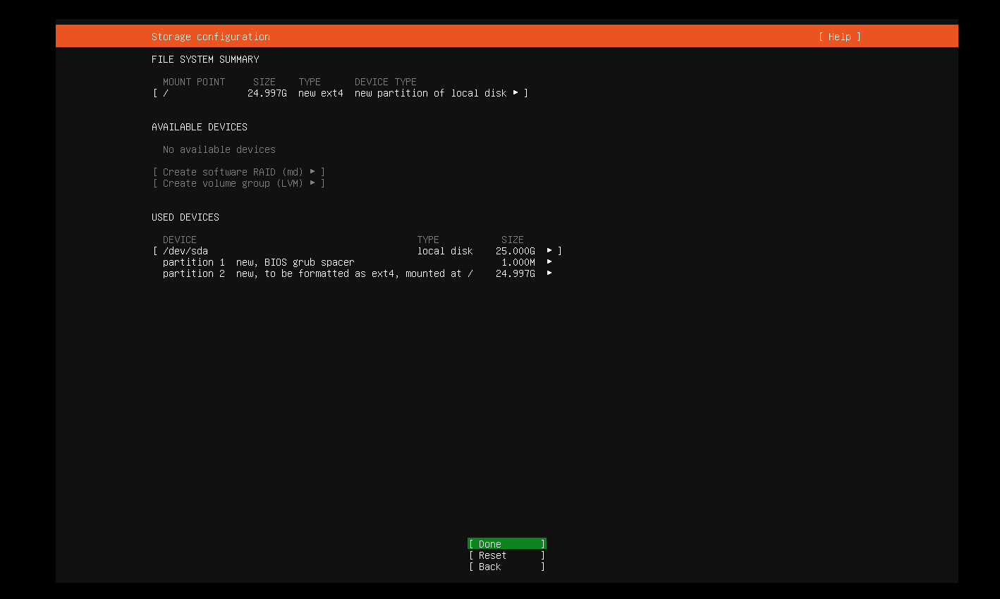 Storage configuration [ Help ]
FILE SYSTEM SUMMARY
MOUNT POINT SIZE TYPE DEVICE TYPE
[ / 24.997G new ext4 new partition of local disk ▸ ]
AVAILABLE DEVICES
No available devices
[ Create software RAID (md) ▸ ]
[ Create volume group (LVM) ▸ ]
USED DEVICES
DEVICE TYPE SIZE
[ /dev/sda local disk 25.000G ▸ ]
partition 1 new, BIOS grub spacer 1.000M ▸
partition 2 new, to be formatted as ext4, mounted at / 24.997G ▸
[ Done ]
[ Reset ]
[ Back ]